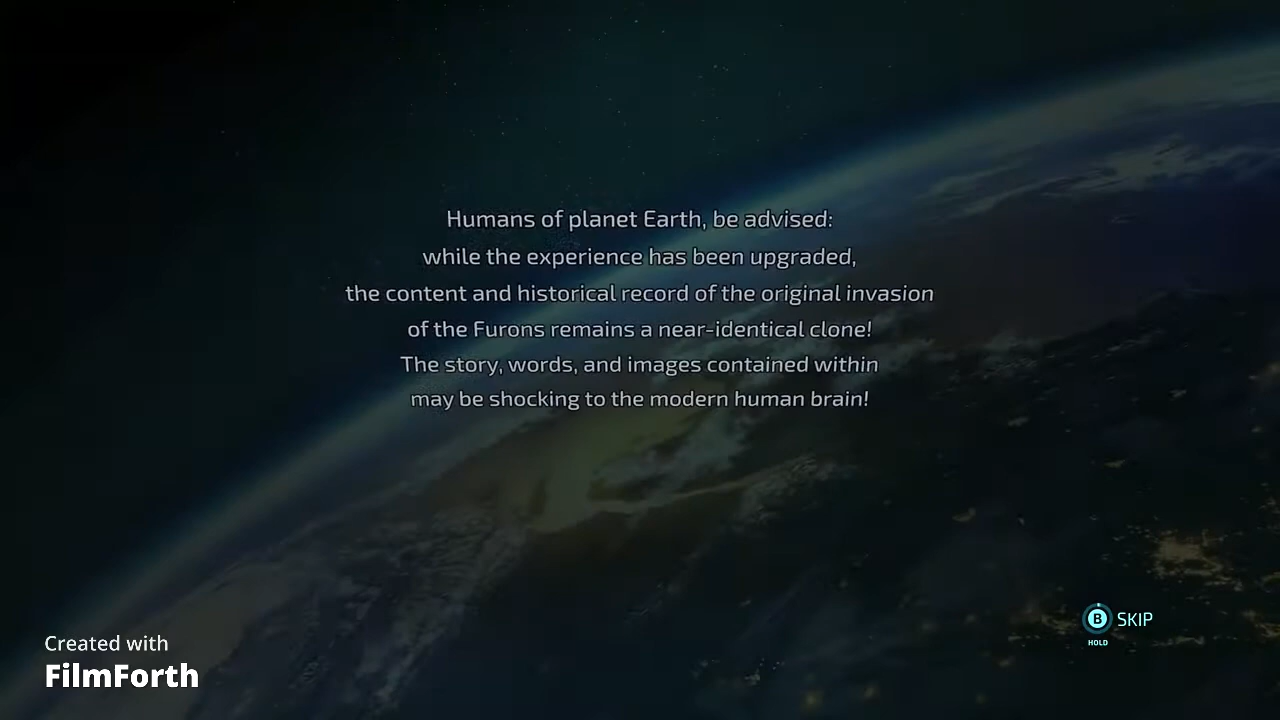 Humans of planet Earth, be advised:
while the experience has been upgraded,
the content and historical record of the original invasion
of the Furons remains a near-identical clone!
The story, words, and images contained within
may be shocking to the modern human brain!
B SKIP
HOLD
Created with
FilmForth